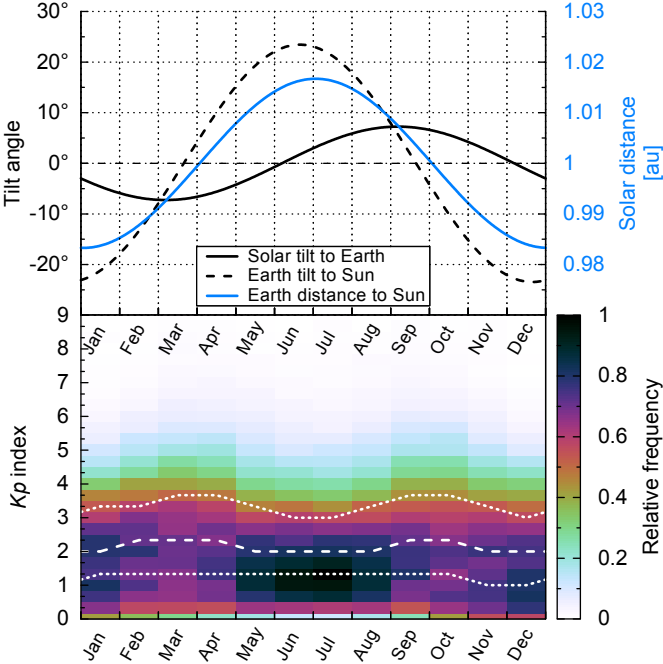 30° 1.03
20° 1.02
10° 1.01
0° 1
-10° 0.99
-20° 0.98
Tilt angle
Solar distance
[au]
Solar tilt to Earth
Earth tilt to Sun
Earth distance to Sun
Jan Feb Mar Apr May Jun Jul Aug Sep Oct Nov Dec
9 1
8
7 0.8
6
5 0.6
4
3 0.4
2 0.2
1
0 0
Kp index
Relative frequency
Jan Feb Mar Apr May Jun Jul Aug Sep Oct Nov Dec